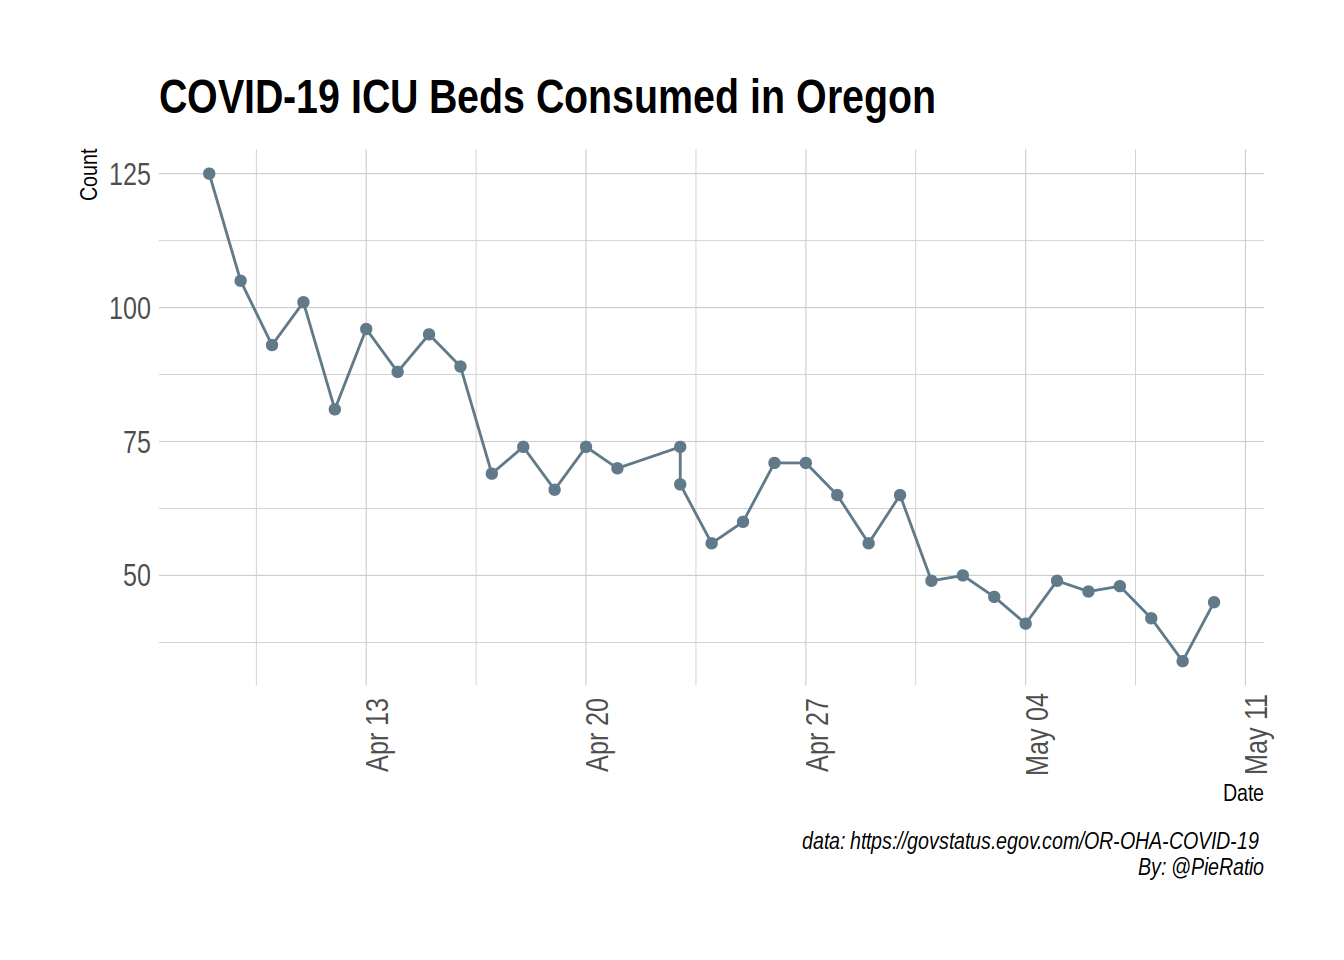 COVID-19 ICU Beds Consumed in Oregon
Count
125
100
75
50
Apr 13
Apr 20
Apr 27
May 04
May 11
Date
data: https://govstatus.egov.com/OR-OHA-COVID-19
By: @PieRatio